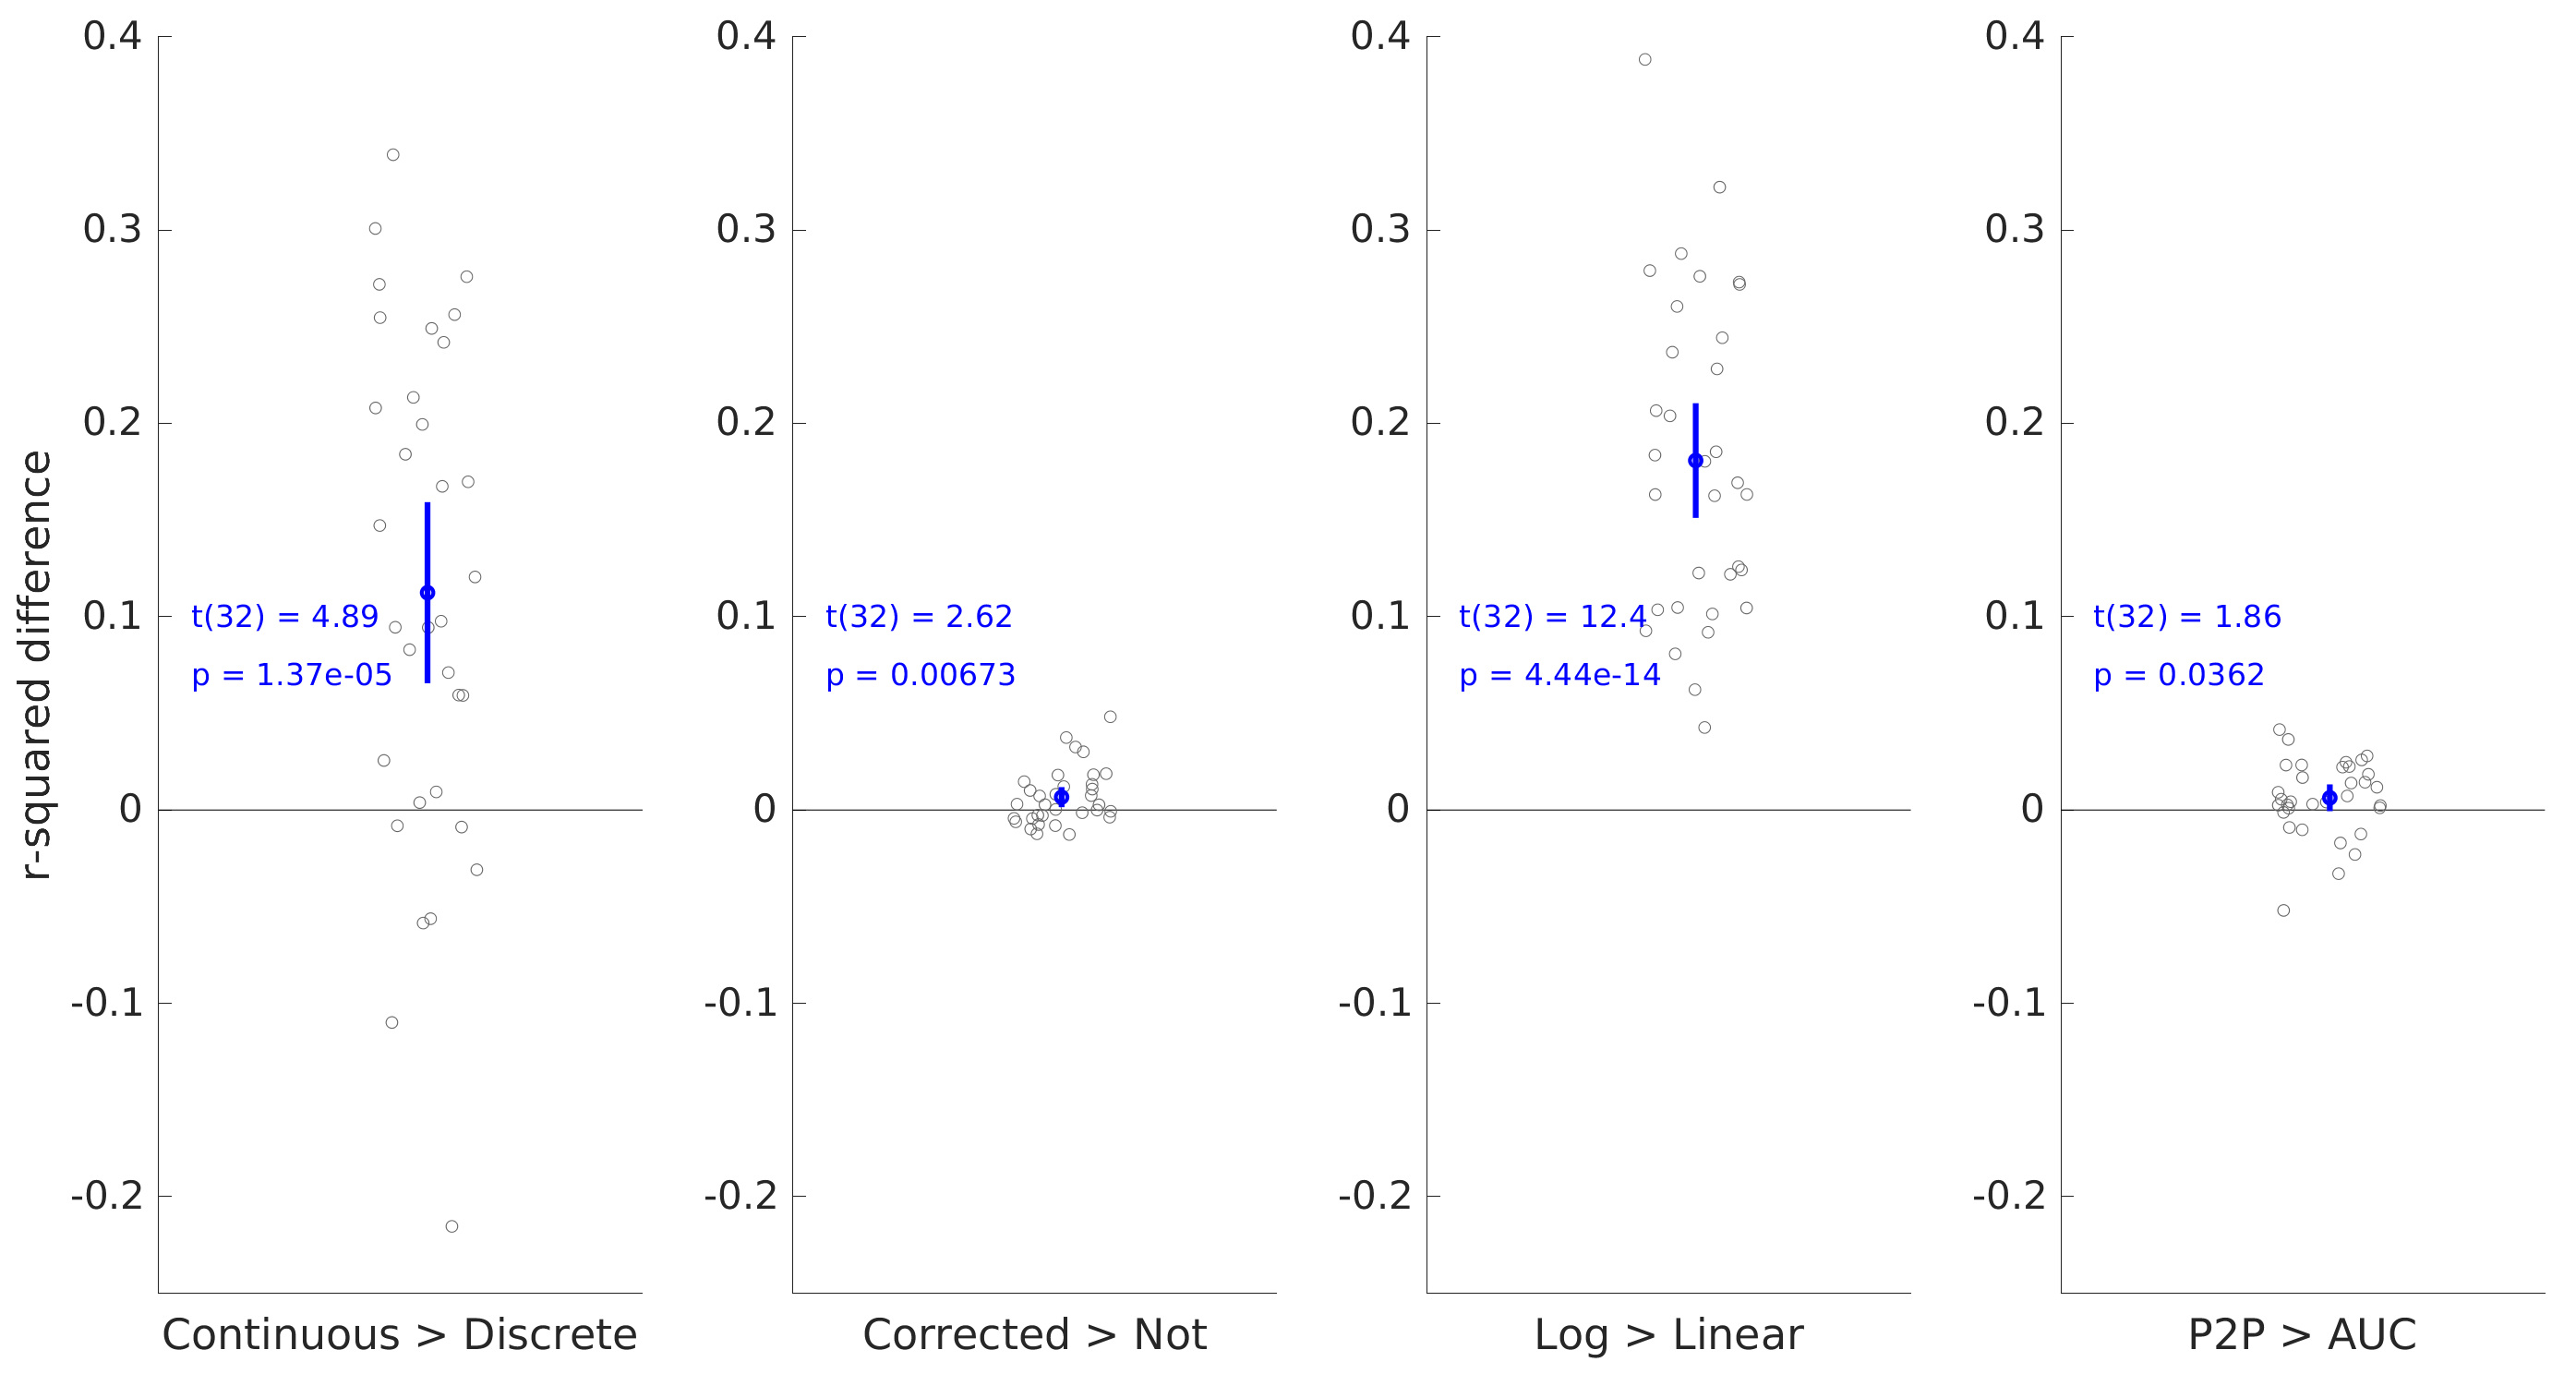 r-squared difference
0.4
0.3
0.2
0.1
0
-0.1
-0.2
t(32) = 4.89
p = 1.37e-05
Continuous > Discrete
0.4
0.3
0.2
0.1
0
-0.1
-0.2
t(32) = 2.62
p = 0.00673
Corrected > Not
0.4
0.3
0.2
0.1
0
-0.1
-0.2
t(32) = 12.4
p = 4.44e-14
Log > Linear
0.4
0.3
0.2
0.1
0
-0.1
-0.2
t(32) = 1.86
p = 0.0362
P2P > AUC